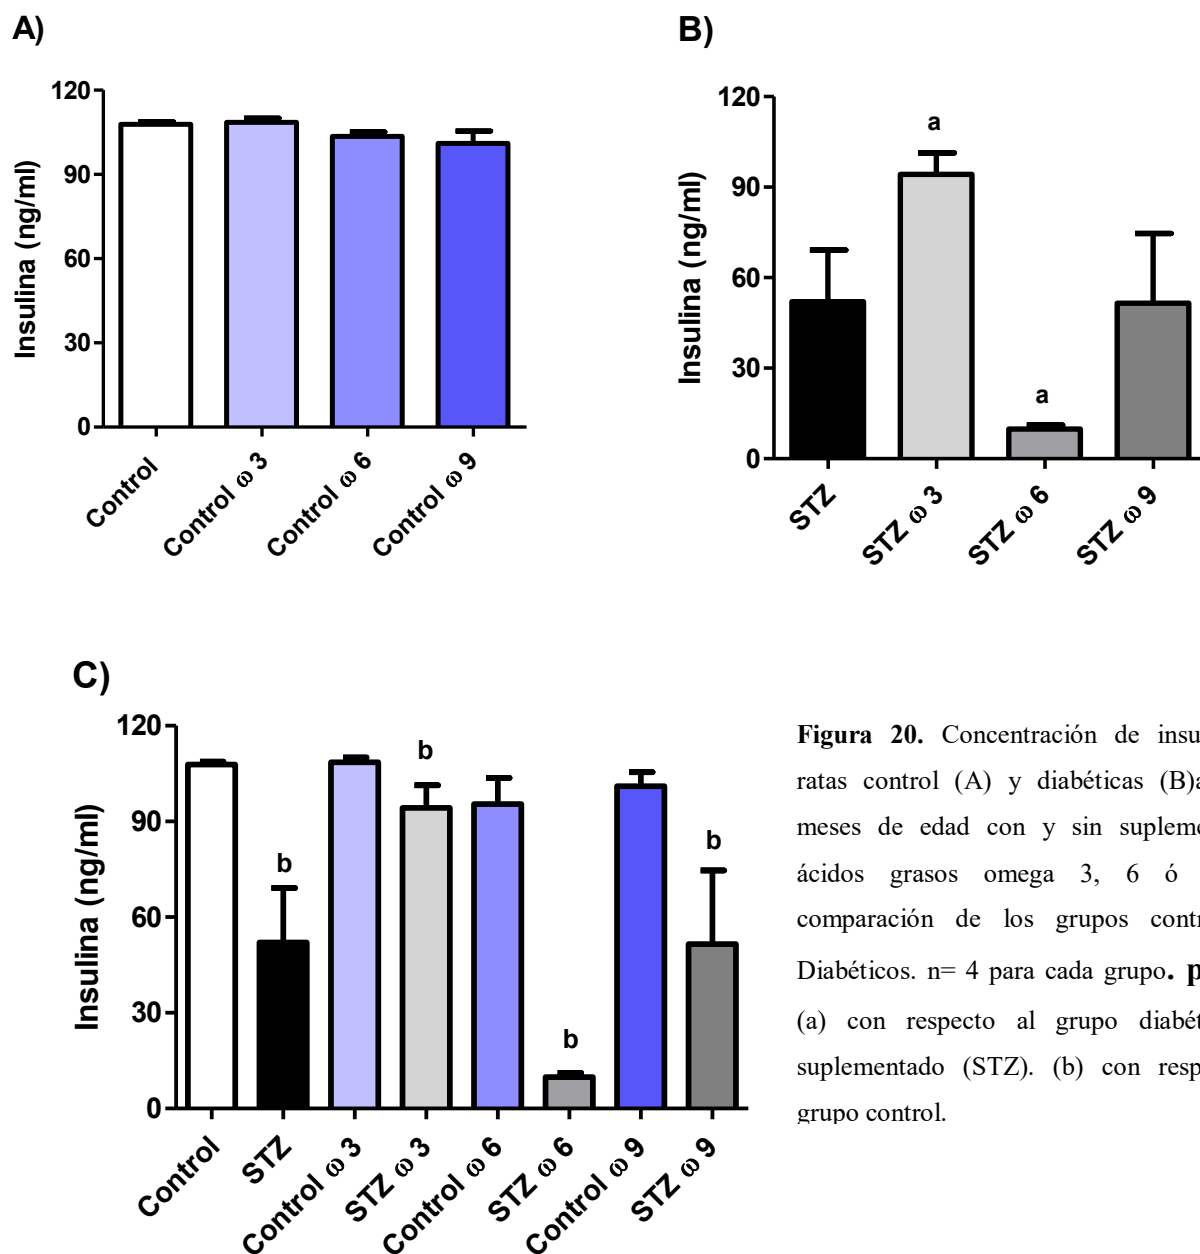 A)
Insulina (ng/ml)
120
90
60
30
0
Control
Control ω 3
Control ω 6
Control ω 9
B)
Insulina (ng/ml)
120
90
60
30
0
a
a
STZ
STZ ω 3
STZ ω 6
STZ ω 9
C)
Insulina (ng/ml)
120
90
60
30
0
b
b
b
b
Control
STZ
Control ω 3
STZ ω 3
Control ω 6
STZ ω 6
Control ω 9
STZ ω 9
Figura 20. Concentración de insu
ratas control (A) y diabéticas (B)a
meses de edad con y sin supleme
ácidos grasos omega 3, 6 ó
comparación de los grupos contr
Diabéticos. n= 4 para cada grupo. p
(a) con respecto al grupo diabét
suplementado (STZ). (b) con resp
grupo control.